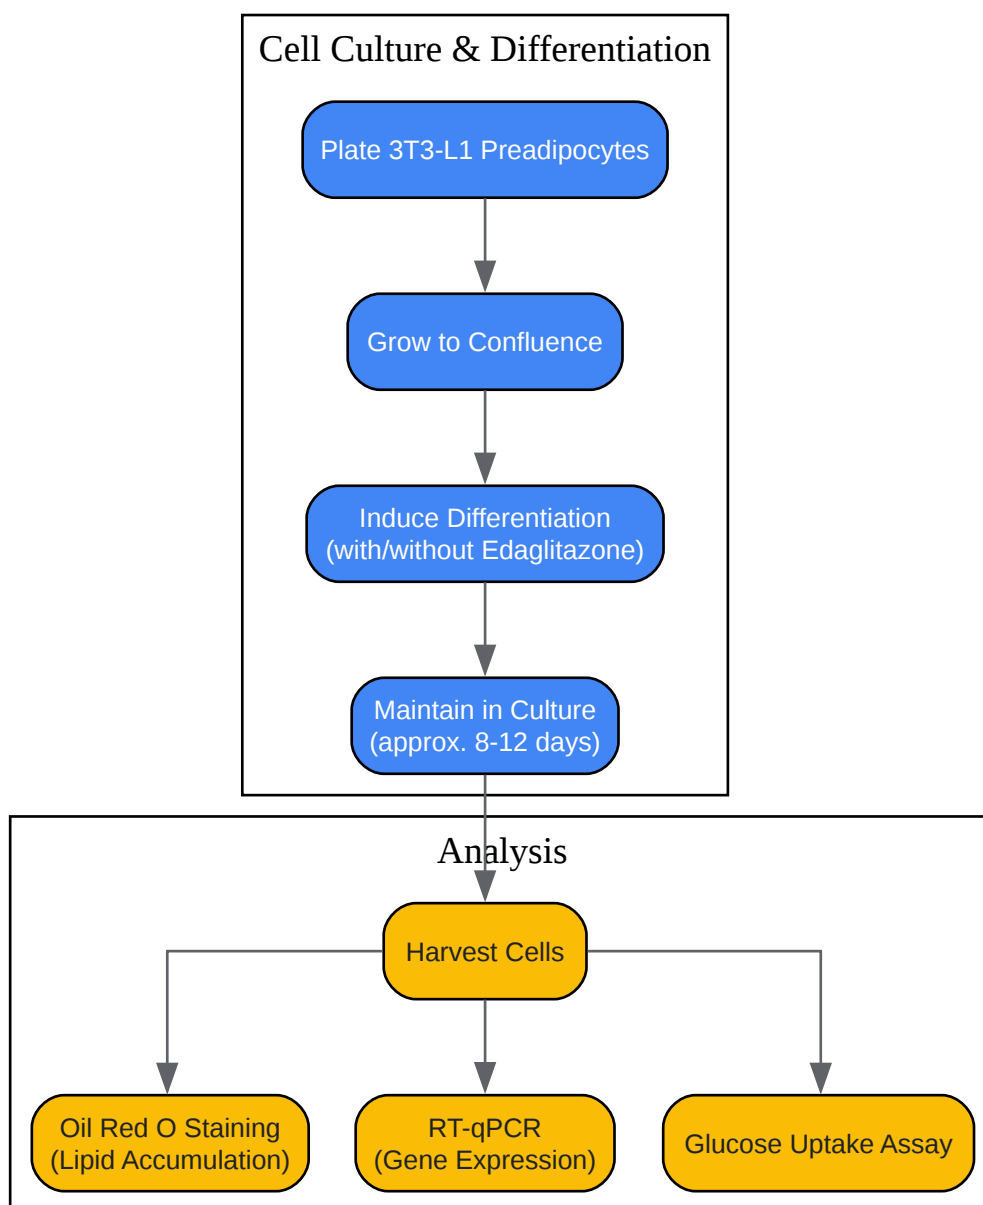 Cell Culture & Differentiation
Plate 3T3-L1 Preadipocytes
Grow to Confluence
Induce Differentiation
(with/without Edaglitazone)
Maintain in Culture
(approx. 8-12 days)
Analysis
Harvest Cells
Oil Red O Staining
(Lipid Accumulation)
RT-qPCR
(Gene Expression)
Glucose Uptake Assay